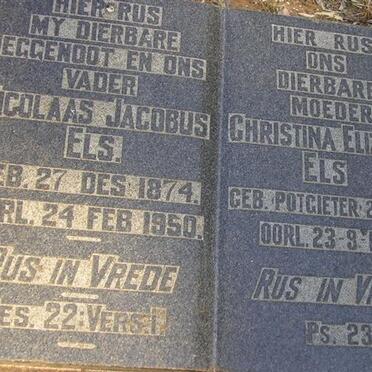 HIER RUS
MY DIERBARE
EGGENOOT EN ONS
VADER
ICOLAAS JACOBUS
ELS.
EB. 27 DES. 1874.
RL. 24 FEB 1950.
RUS IN VREDE
ES. 22: VERS 1.
HIER RUS
ONS
DIERBARE
MOEDER
CHRISTINA ELI
ELS
GEB. POTGIETER 2
OORL. 23-9-
RUS IN V
PS. 23